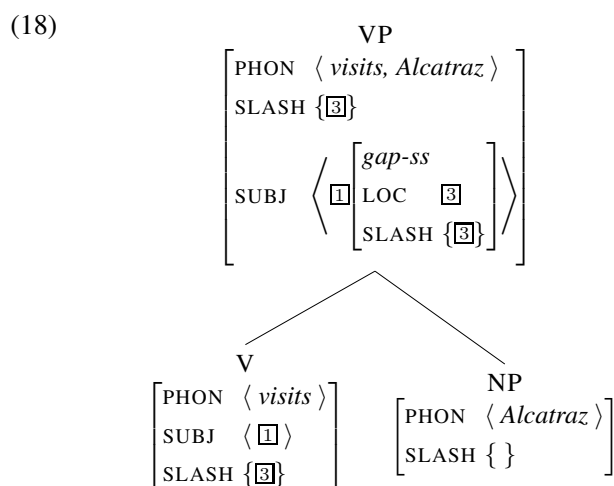 (18)
VP
PHON ⟨ visits, Alcatraz ⟩
SLASH {3}
gap-ss
SUBJ ⟨ 1 LOC 3 ⟩
SLASH {3}
V
NP
PHON ⟨ visits ⟩
PHON ⟨ Alcatraz ⟩
SUBJ ⟨ 1 ⟩
SLASH { }
SLASH {3}